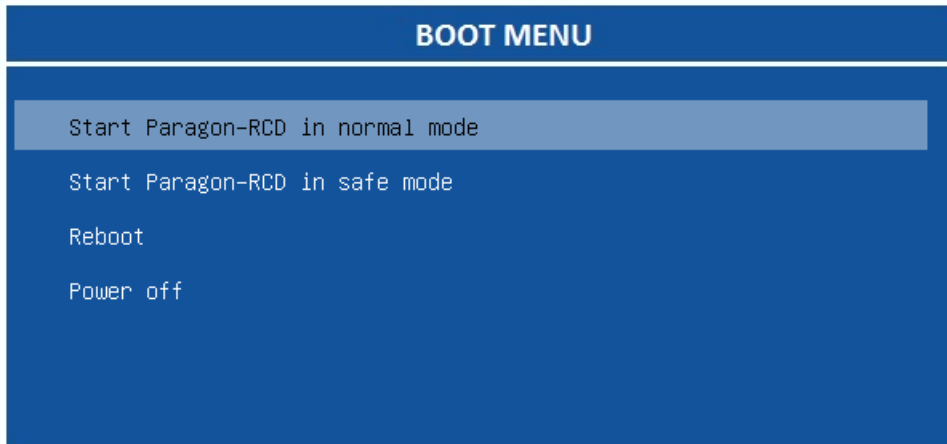 BOOT MENU
Start Paragon-RCD in normal mode
Start Paragon-RCD in safe mode
Reboot
Power off